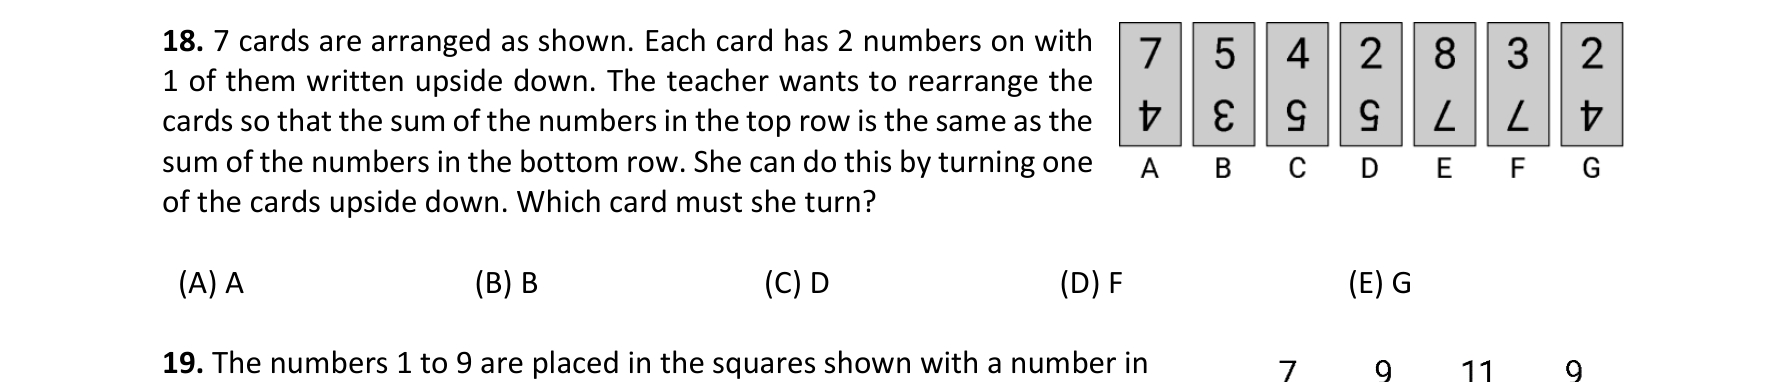 18. 7 cards are arranged as shown. Each card has 2 numbers on with
1 of them written upside down. The teacher wants to rearrange the
cards so that the sum of the numbers in the top row is the same as the
sum of the numbers in the bottom row. She can do this by turning one
of the cards upside down. Which card must she turn?
7 5 4 2 8 3 2
4 3 5 5 7 7 4
A B C D E F G
(A) A (B) B (C) D (D) F (E) G
19. The numbers 1 to 9 are placed in the squares shown with a number in
7 9 11 9